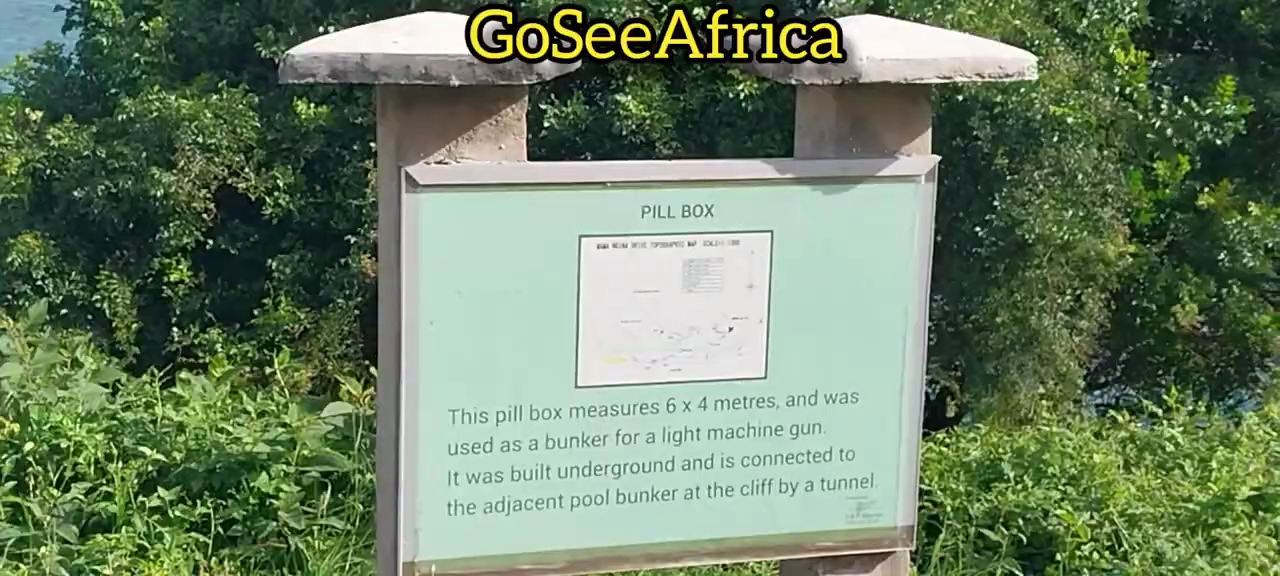 GoSeeAfrica
PILL BOX
This pill box measures 6 x 4 metres, and was
used as a bunker for a light machine gun.
It was built underground and is connected to
the adjacent pool bunker at the cliff by a tunnel.